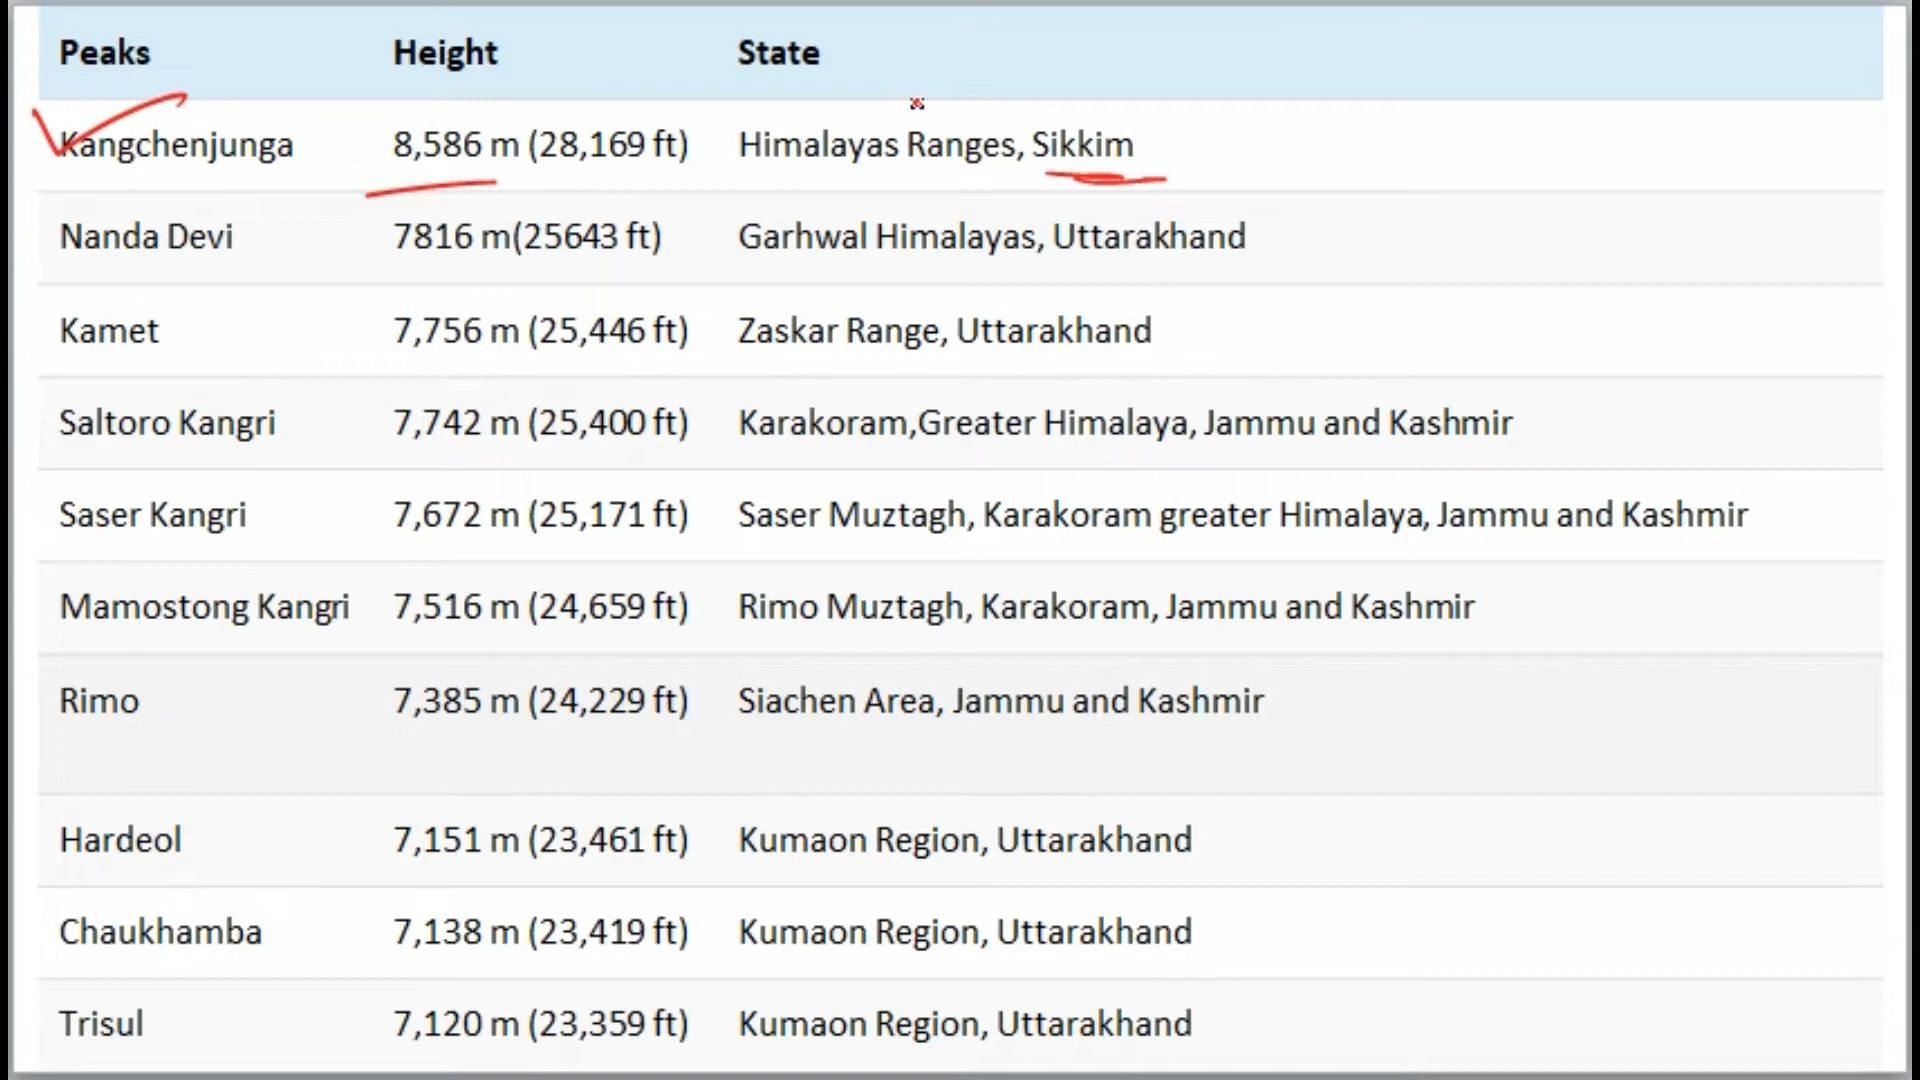 Peaks Height State
Kangchenjunga 8,586 m (28,169 ft) Himalayas Ranges, Sikkim
Nanda Devi 7816 m(25643 ft) Garhwal Himalayas, Uttarakhand
Kamet 7,756 m (25,446 ft) Zaskar Range, Uttarakhand
Saltoro Kangri 7,742 m (25,400 ft) Karakoram,Greater Himalaya, Jammu and Kashmir
Saser Kangri 7,672 m (25,171 ft) Saser Muztagh, Karakoram greater Himalaya, Jammu and Kashmir
Mamostong Kangri 7,516 m (24,659 ft) Rimo Muztagh, Karakoram, Jammu and Kashmir
Rimo 7,385 m (24,229 ft) Siachen Area, Jammu and Kashmir
Hardeol 7,151 m (23,461 ft) Kumaon Region, Uttarakhand
Chaukhamba 7,138 m (23,419 ft) Kumaon Region, Uttarakhand
Trisul 7,120 m (23,359 ft) Kumaon Region, Uttarakhand